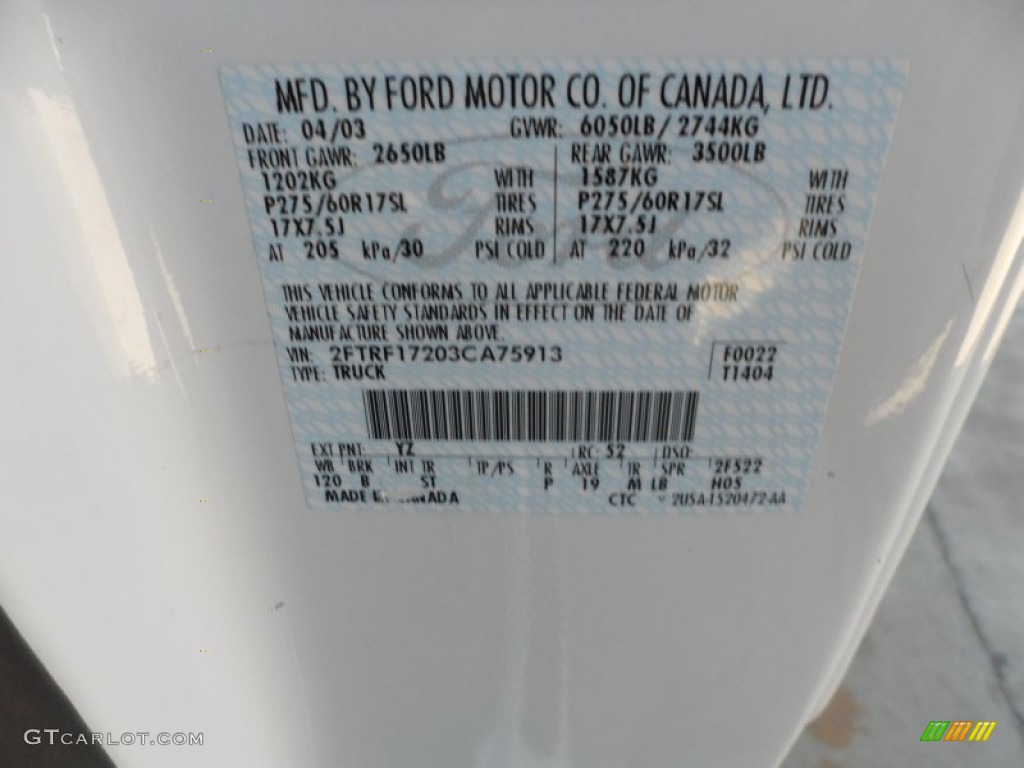 MFD. BY FORD MOTOR CO. OF CANADA, LTD.
DATE: 04/03 GVWR: 6050LB/2744KG
FRONT GAWR: 2650LB REAR GAWR: 3500LB
1202KG WITH 1587KG WITH
P275/60R17SL TIRES P275/60R17SL TIRES
17X7.5J RIMS 17X7.5J RIMS
AT 205 kPa/30 PSI COLD AT 220 kPa/32 PSI COLD
Ford
THIS VEHICLE CONFORMS TO ALL APPLICABLE FEDERAL MOTOR
VEHICLE SAFETY STANDARDS IN EFFECT ON THE DATE OF
MANUFACTURE SHOWN ABOVE.
VIN: 2FTRF17203CA75913 F0022
TYPE: TRUCK T1404
EXT PNT: YZ RC: 52 DSO:
WB BRK INT TR TP/PS R AXLE TR SPR 2F522
120 B ST P 19 M LB H05
MADE IN CANADA CTC 2U5A-1520472-AA
GTCARLOT.COM